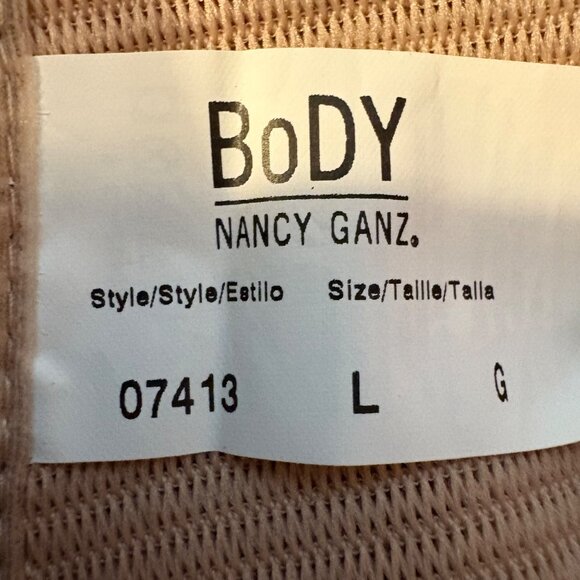 BoDY
NANCY GANZ®
Style/Style/Estilo Size/Taille/Talla
07413 L G